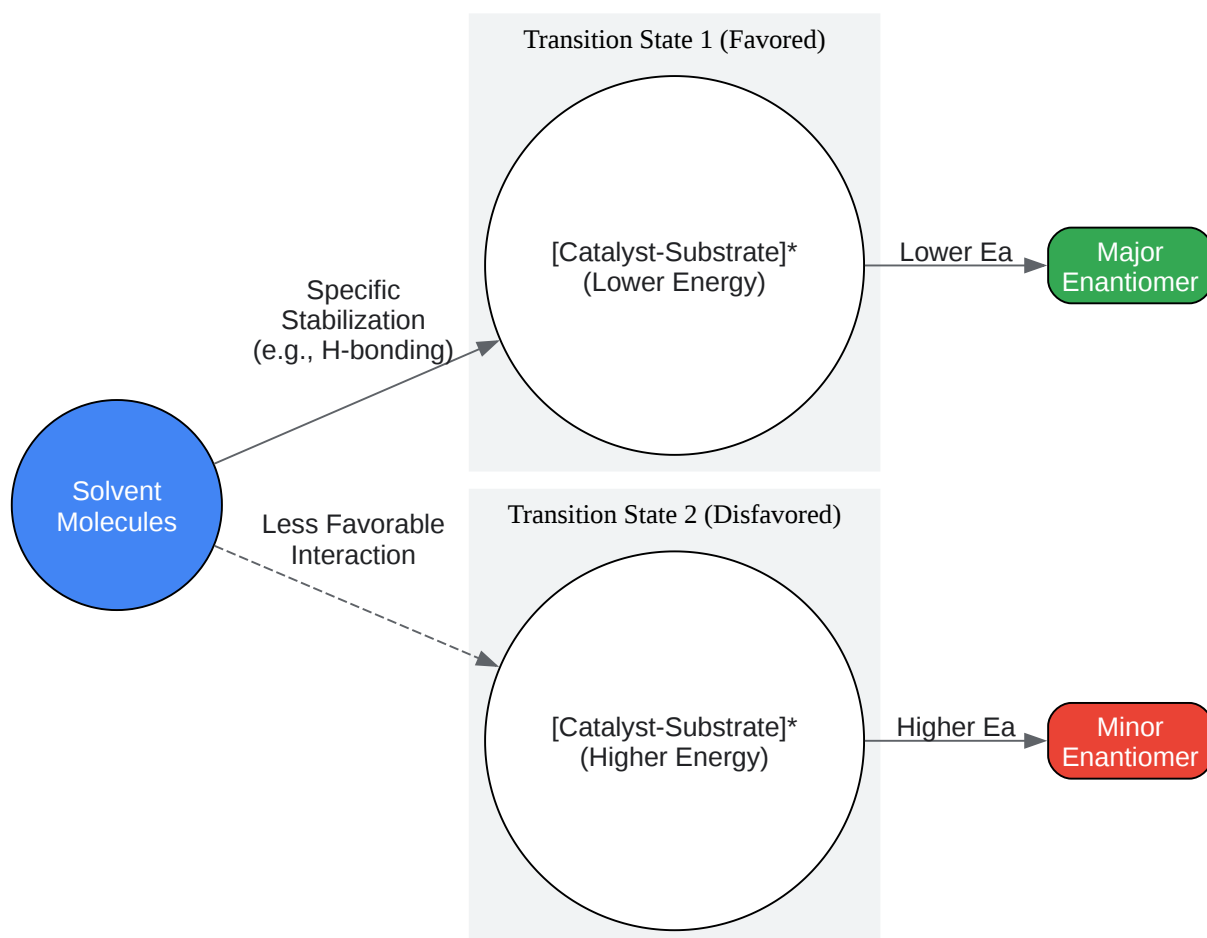 Transition State 1 (Favored)
[Catalyst-Substrate]*
(Lower Energy)
Lower Ea
Major
Enantiomer
Specific
Stabilization
(e.g., H-bonding)
Solvent
Molecules
Less Favorable
Interaction
Transition State 2 (Disfavored)
[Catalyst-Substrate]*
(Higher Energy)
Higher Ea
Minor
Enantiomer